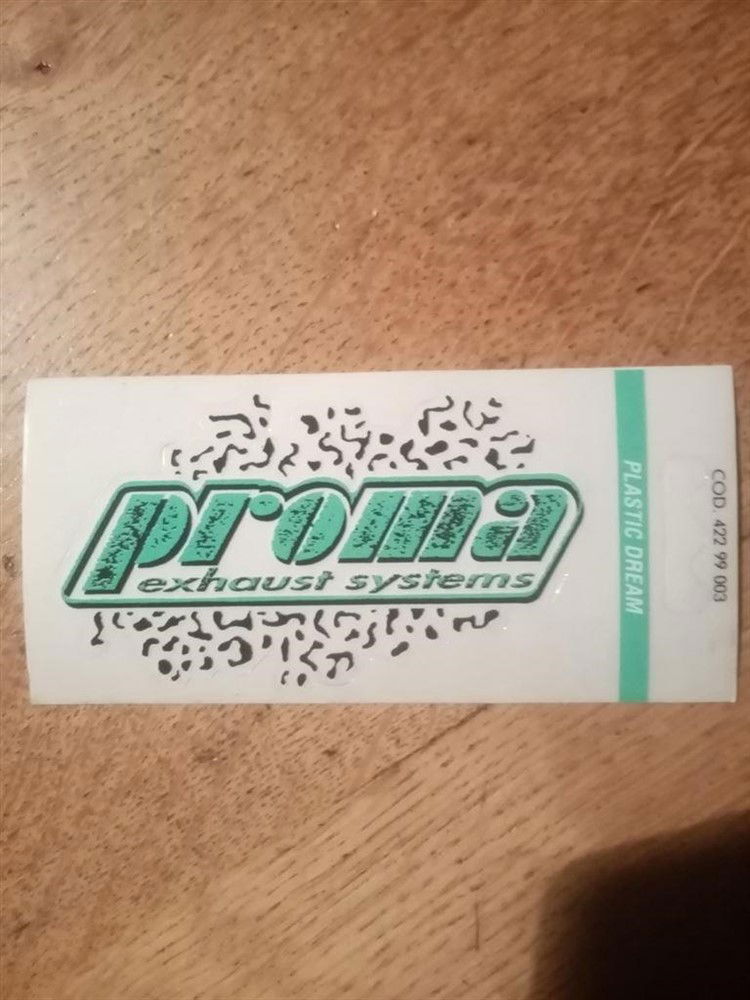 proma
exhaust systems
PLASTIC DREAM
COD. 422 99 003